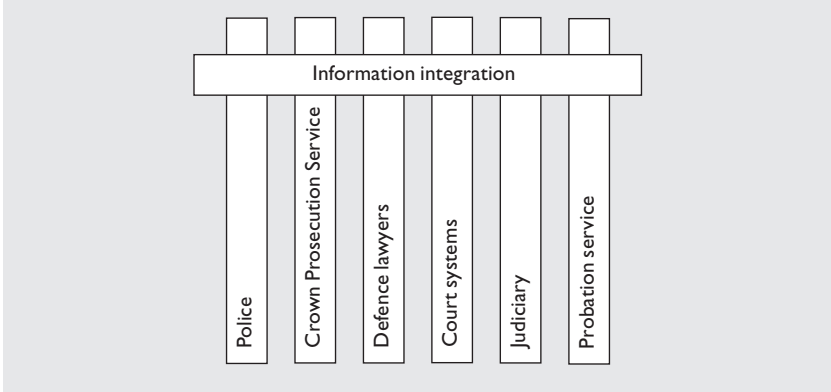 Information integration
Police
Crown Prosecution Service
Defence lawyers
Court systems
Judiciary
Probation service